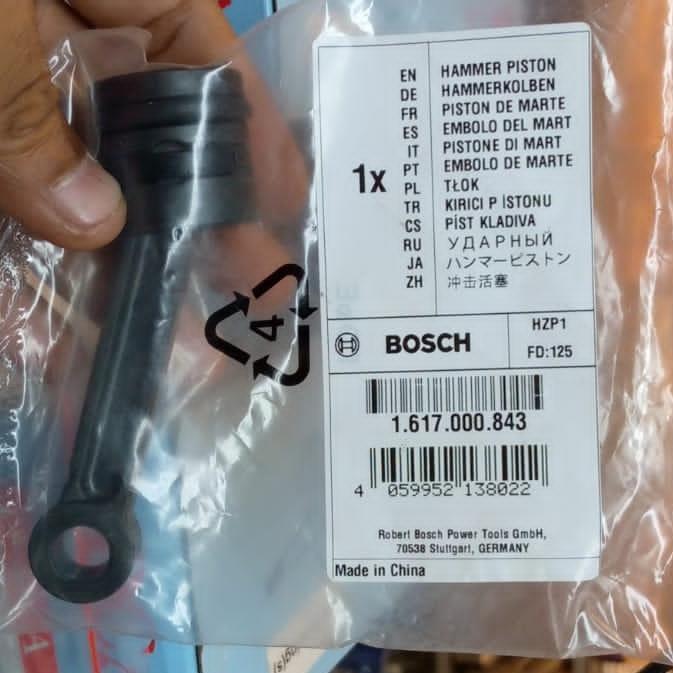 EN HAMMER PISTON
DE HAMMERKOLBEN
FR PISTON DE MARTE
ES EMBOLO DEL MART
IT PISTONE DI MART
PT EMBOLO DE MARTE
PL TŁOK
TR KIRICI P İSTONU
CS PÍST KLADIVA
RU УДАРНЫЙ
JA ハンマーピストン
ZH 冲击活塞
1x
4
BOSCH
HZP1
FD:125
1.617.000.843
4 059952 138022
Robert Bosch Power Tools GmbH,
70538 Stuttgart, GERMANY
Made in China